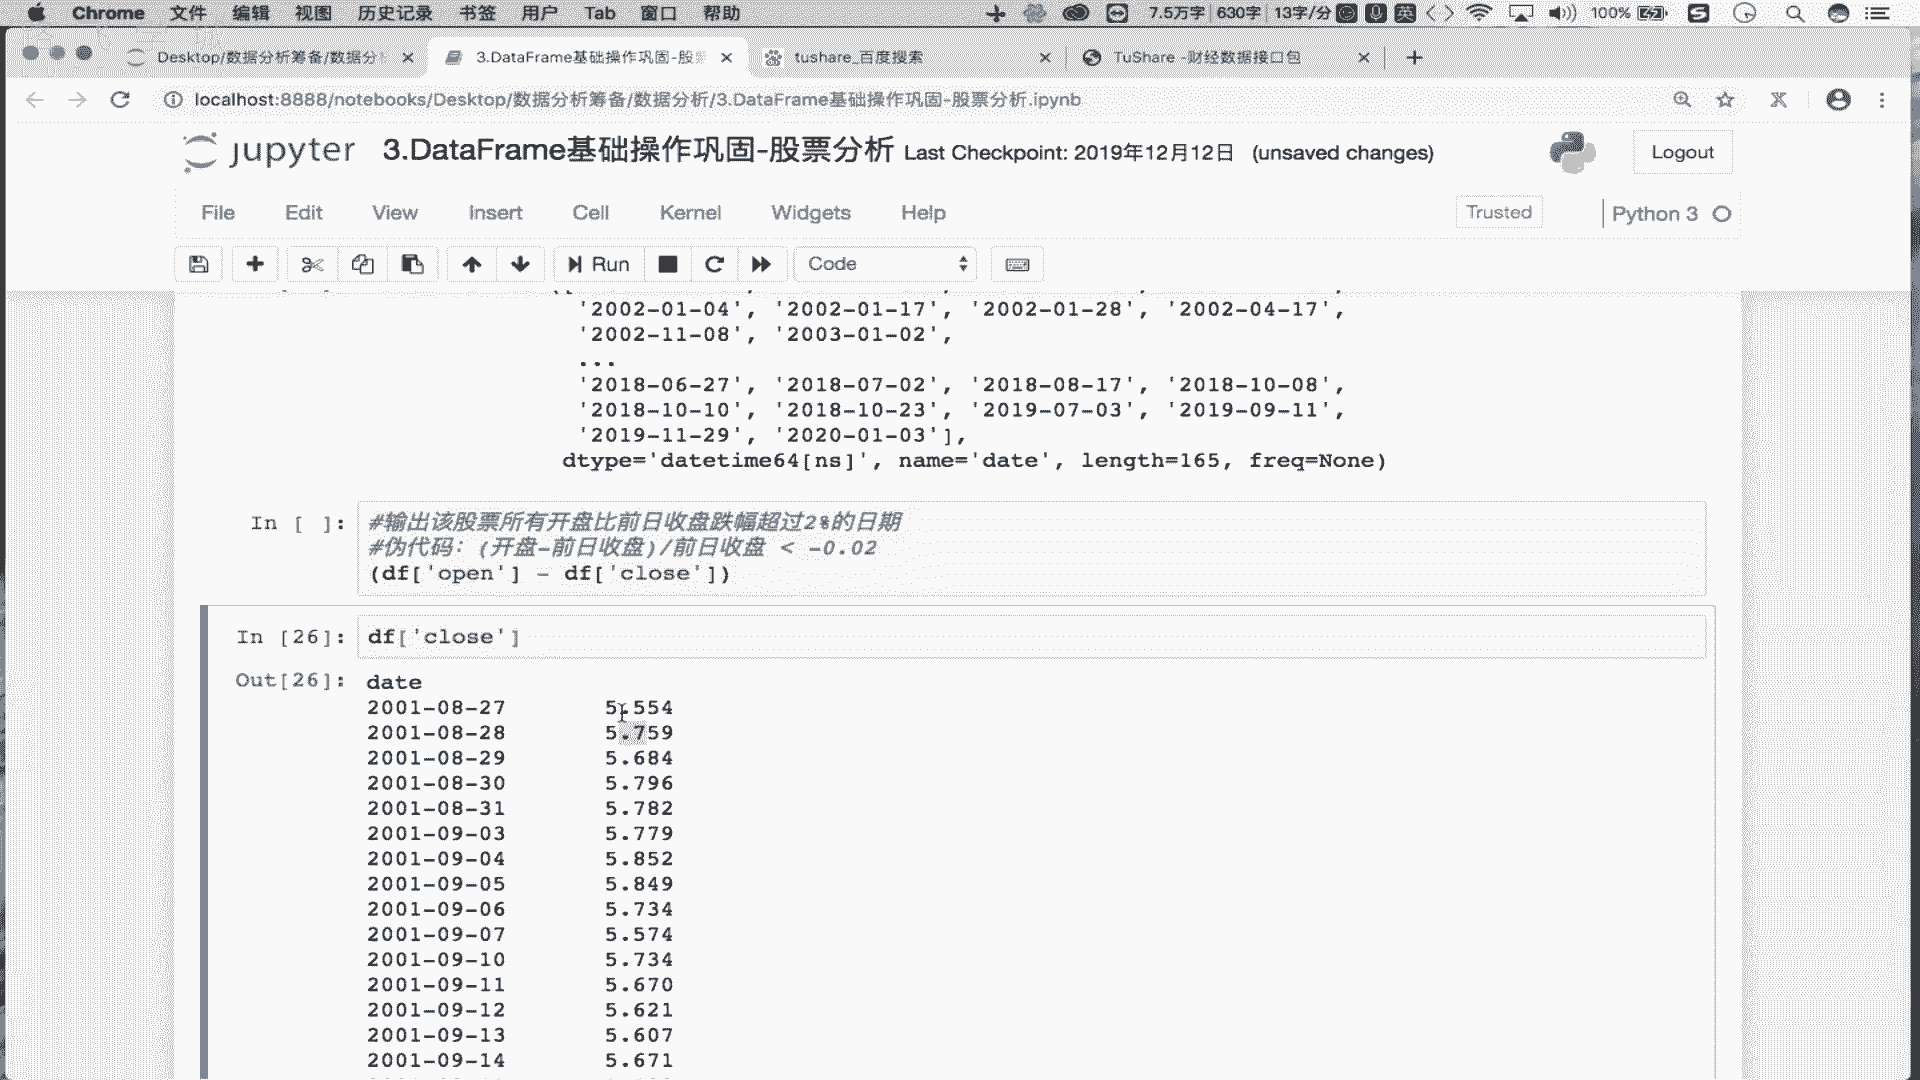 Chrome 文件 编辑 视图 历史记录 书签 用户 Tab 窗口 帮助 7.5万字 630字 13字/分 英 100%
Desktop/数据分析筹备/数据分 3.DataFrame基础操作巩固-股 tushare_百度搜索 TuShare -财经数据接口包
localhost:8888/notebooks/Desktop/数据分析筹备/数据分析/3.DataFrame基础操作巩固-股票分析.ipynb
jupyter 3.DataFrame基础操作巩固-股票分析 Last Checkpoint: 2019年12月12日 (unsaved changes) Logout
File Edit View Insert Cell Kernel Widgets Help Trusted Python 3
Run Code
'2002-01-04', '2002-01-17', '2002-01-28', '2002-04-17',
'2002-11-08', '2003-01-02',
...
'2018-06-27', '2018-07-02', '2018-08-17', '2018-10-08',
'2018-10-10', '2018-10-23', '2019-07-03', '2019-09-11',
'2019-11-29', '2020-01-03'],
dtype='datetime64[ns]', name='date', length=165, freq=None)
In [ ]: #输出该股票所有开盘比前日收盘跌幅超过2%的日期
#伪代码：(开盘-前日收盘)/前日收盘 < -0.02
(df['open'] - df['close'])
In [26]: df['close']
Out[26]: date
2001-08-27 5.554
2001-08-28 5.759
2001-08-29 5.684
2001-08-30 5.796
2001-08-31 5.782
2001-09-03 5.779
2001-09-04 5.852
2001-09-05 5.849
2001-09-06 5.734
2001-09-07 5.574
2001-09-10 5.734
2001-09-11 5.670
2001-09-12 5.621
2001-09-13 5.607
2001-09-14 5.671